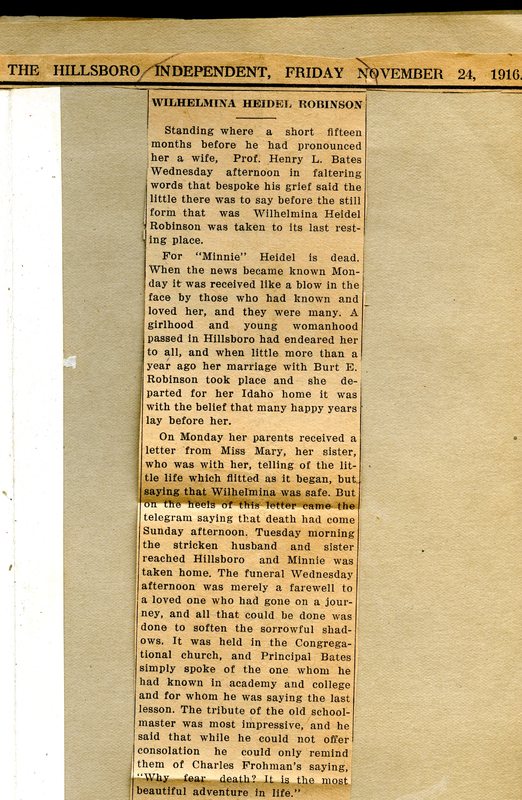 THE HILLSBORO INDEPENDENT, FRIDAY NOVEMBER 24, 1916.
WILHELMINA HEIDEL ROBINSON
Standing where a short fifteen
months before he had pronounced
her a wife, Prof. Henry L. Bates
Wednesday afternoon in faltering
words that bespoke his grief said the
little there was to say before the still
form that was Wilhelmina Heidel
Robinson was taken to its last rest-
ing place.
For "Minnie" Heidel is dead.
When the news became known Mon-
day it was received like a blow in the
face by those who had known and
loved her, and they were many. A
girlhood and young womanhood
passed in Hillsboro had endeared her
to all, and when little more than a
year ago her marriage with Burt E.
Robinson took place and she de-
parted for her Idaho home it was
with the belief that many happy years
lay before her.
On Monday her parents received a
letter from Miss Mary, her sister,
who was with her, telling of the lit-
tle life which flitted as it began, but
saying that Wilhelmina was safe. But
on the heels of this letter came the
telegram saying that death had come
Sunday afternoon. Tuesday morning
the stricken husband and sister
reached Hillsboro and Minnie was
taken home. The funeral Wednesday
afternoon was merely a farewell to
a loved one who had gone on a jour-
ney, and all that could be done was
done to soften the sorrowful shad-
ows. It was held in the Congrega-
tional church, and Principal Bates
simply spoke of the one whom he
had known in academy and college
and for whom he was saying the last
lesson. The tribute of the old school-
master was most impressive, and he
said that while he could not offer
consolation he could only remind
them of Charles Frohman's saying,
"Why fear death? It is the most
beautiful adventure in life."